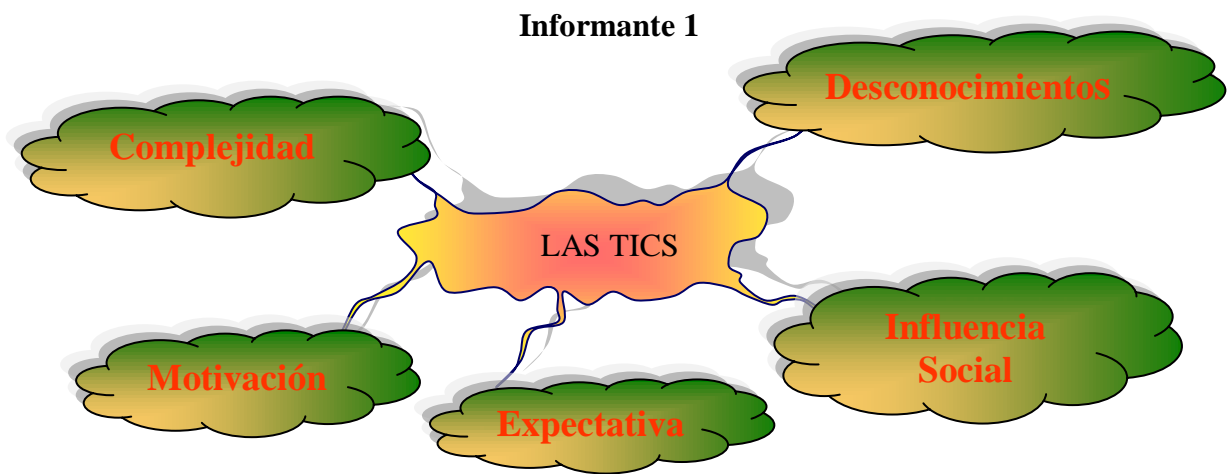 Informante 1
Desconocimientos
Complejidad
LAS TICS
Influencia
Social
Motivación
Expectativa